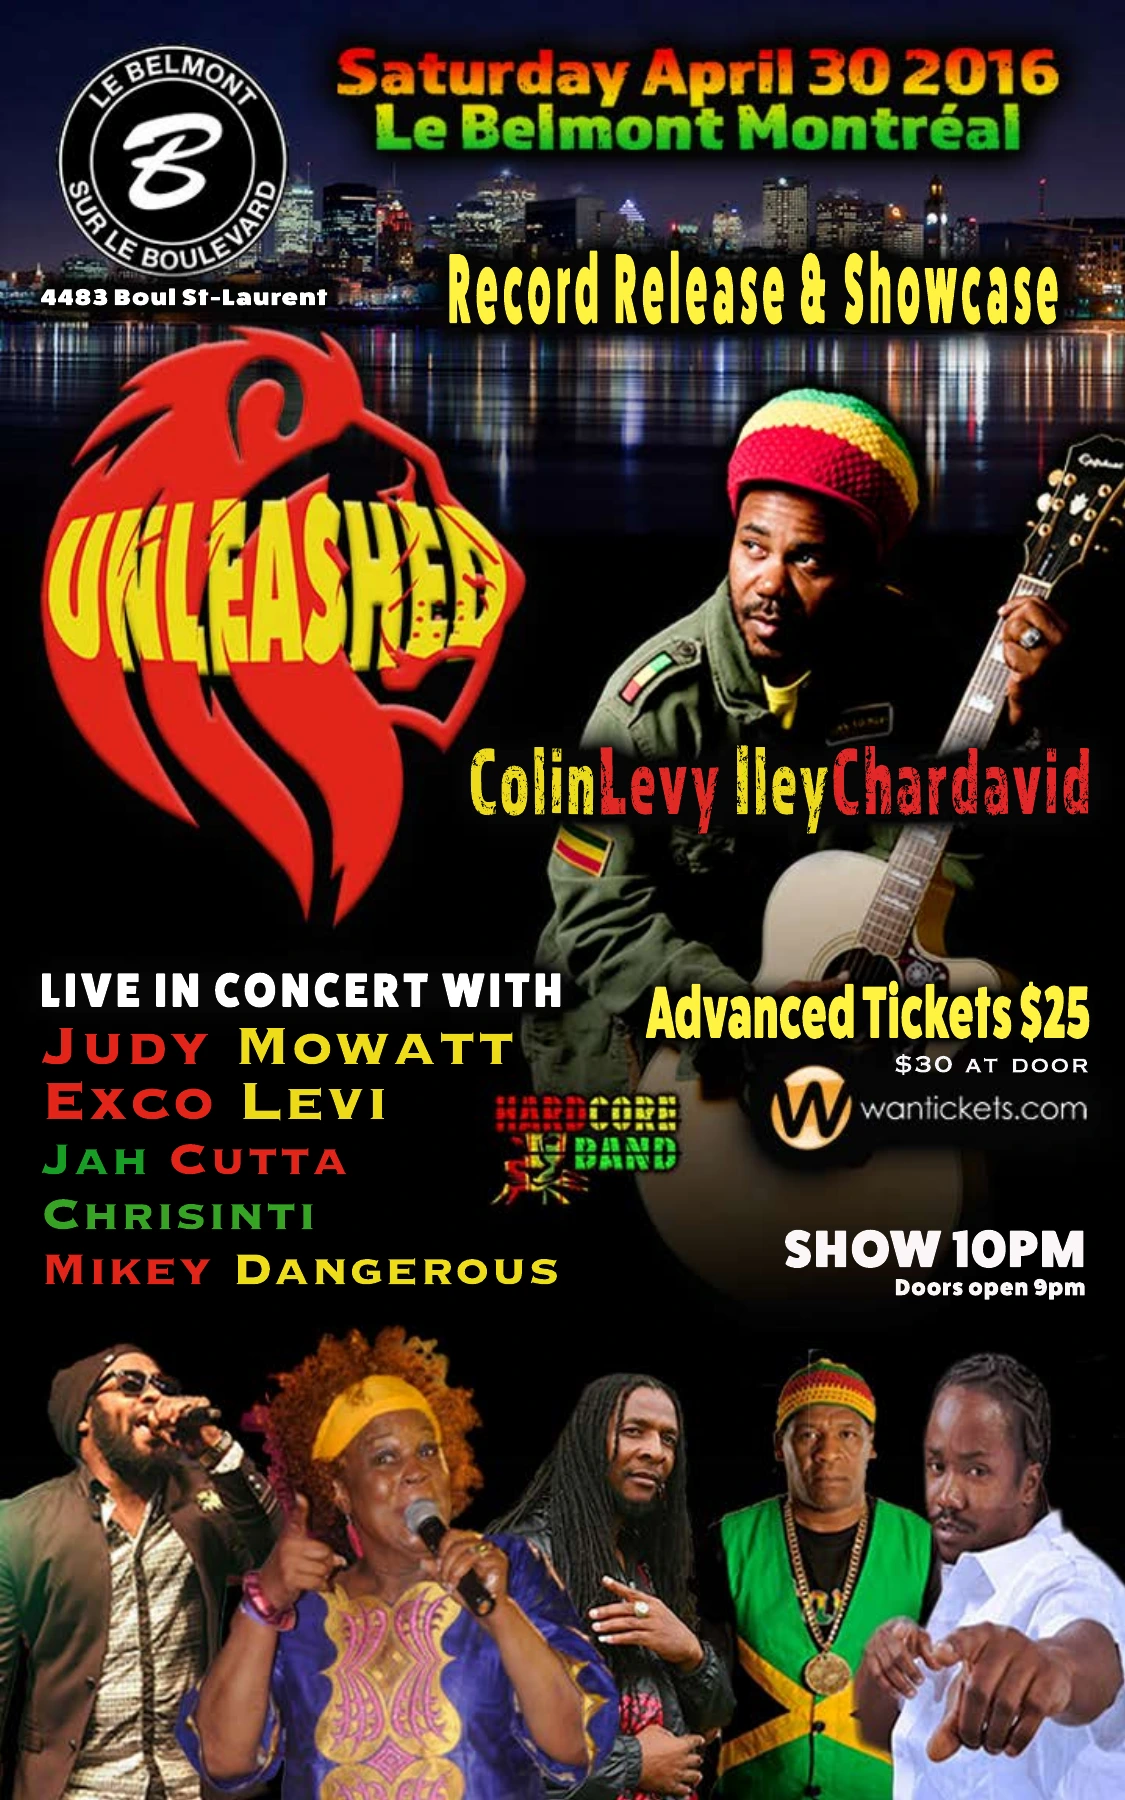 LE BELMONT
B
SUR LE BOULEVARD
4483 Boul St-Laurent
Saturday April 30 2016
Le Belmont Montréal
Record Release & Showcase
UNLEASHED
Epiphone
ColinLevy IleyChardavid
LIVE IN CONCERT WITH
JUDY MOWATT
EXCO LEVI
JAH CUTTA
CHRISINTI
MIKEY DANGEROUS
HARDCORE
BAND
Advanced Tickets $25
$30 AT DOOR
W wantickets.com
SHOW 10PM
Doors open 9pm